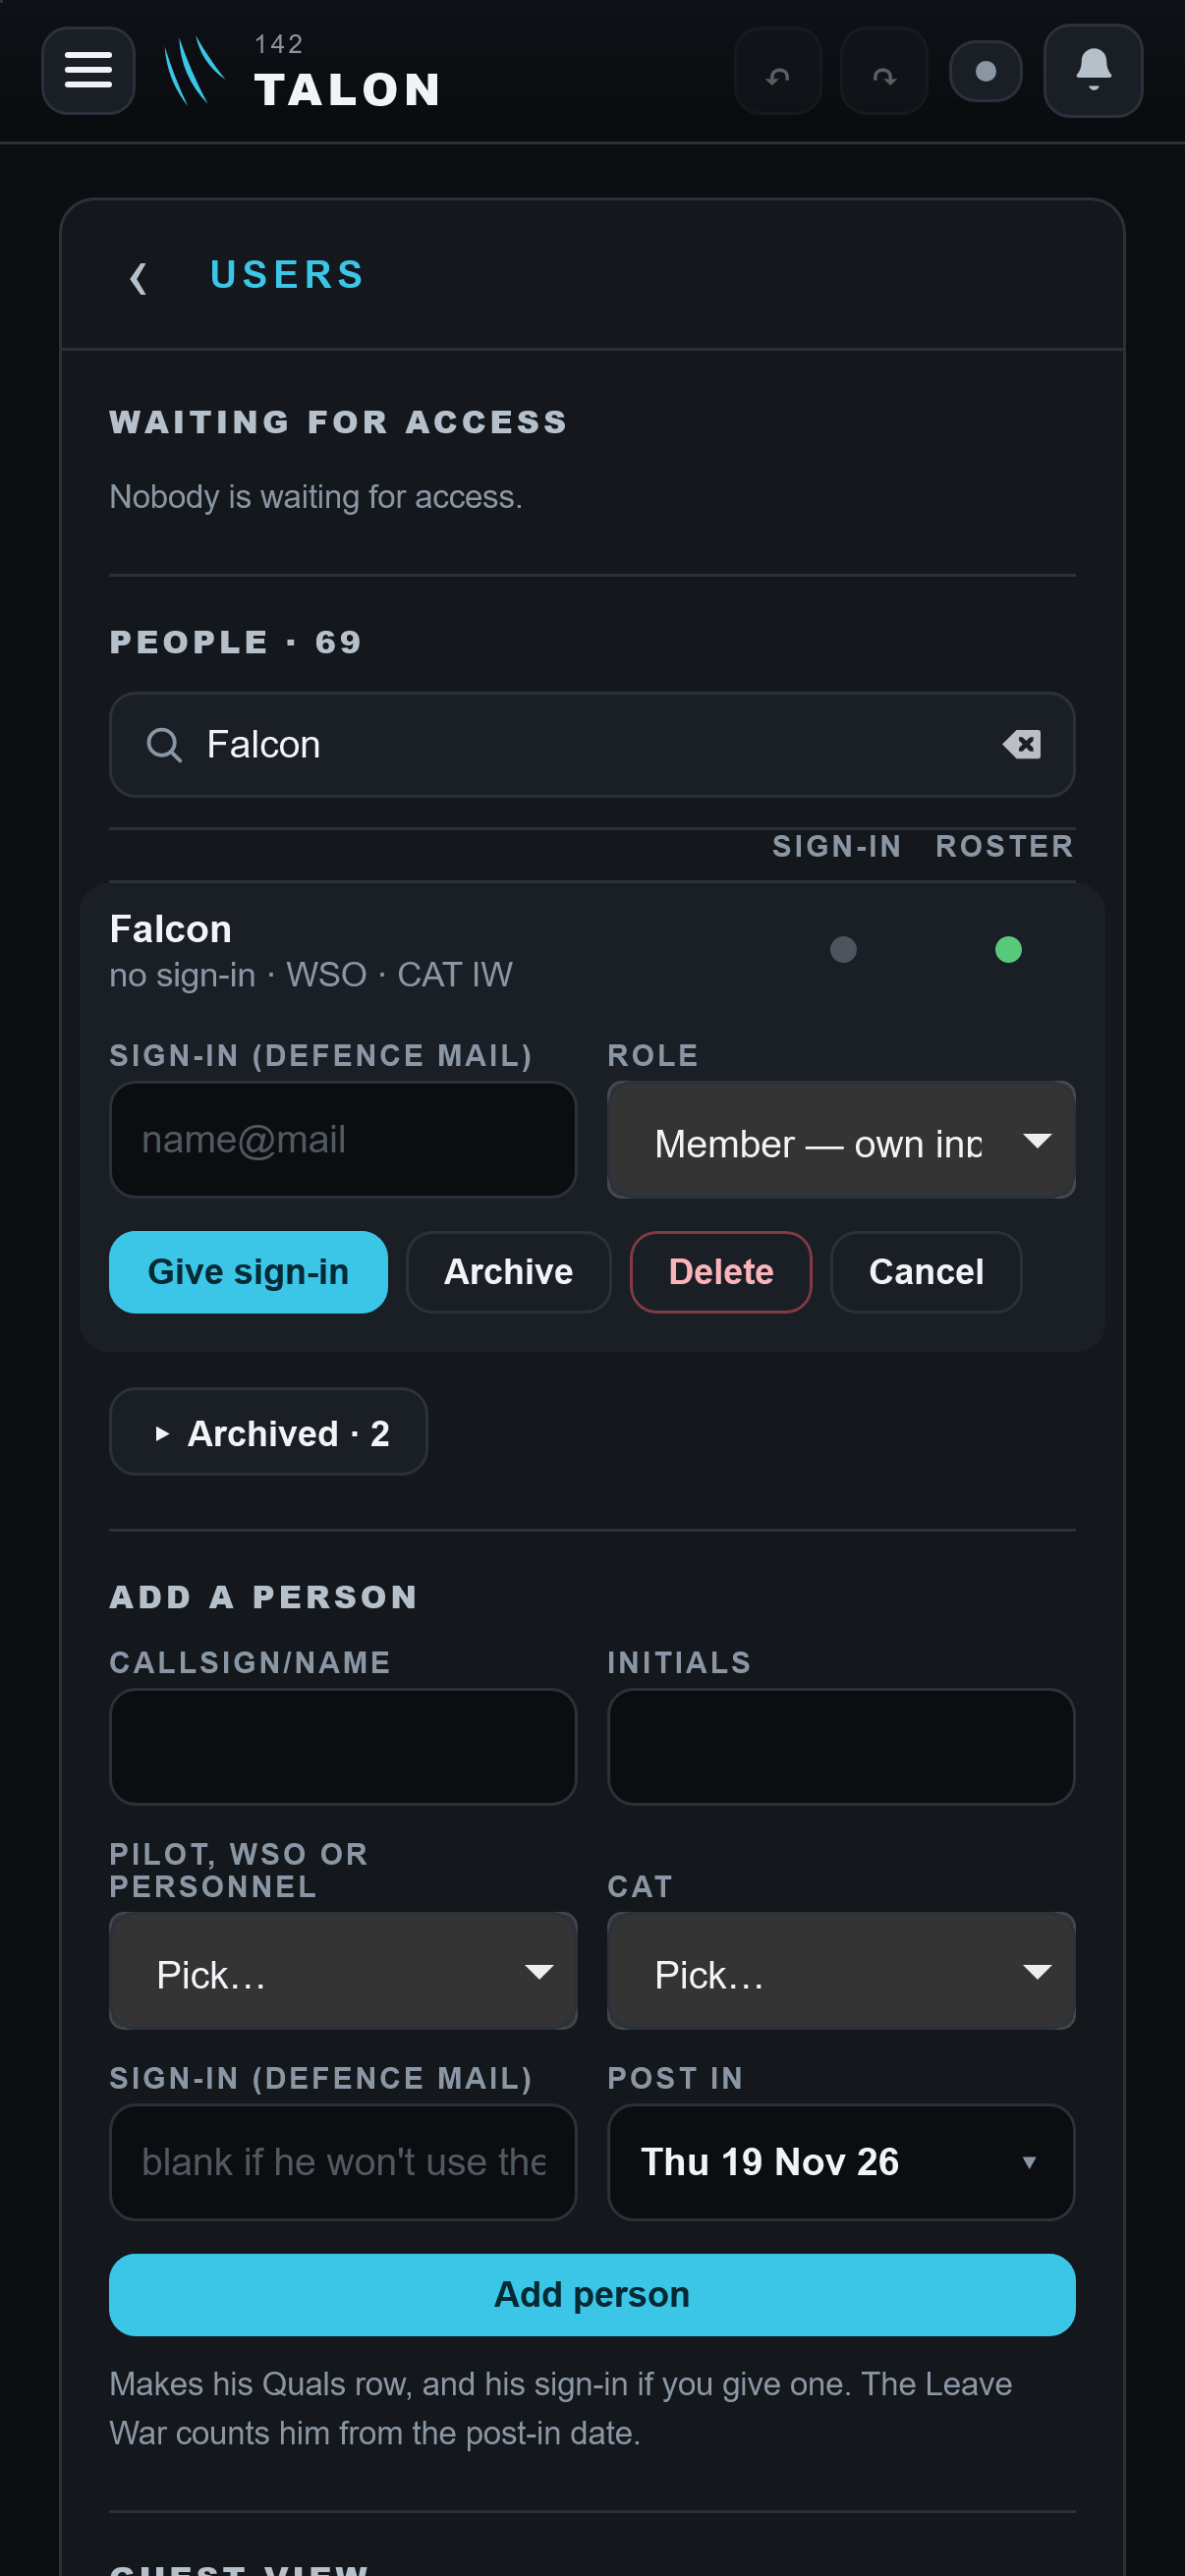 142
TALON
USERS
WAITING FOR ACCESS
Nobody is waiting for access.
PEOPLE · 69
Falcon
SIGN-IN ROSTER
Falcon
no sign-in · WSO · CAT IW
SIGN-IN (DEFENCE MAIL) ROLE
name@mail Member — own inp
Give sign-in Archive Delete Cancel
Archived · 2
ADD A PERSON
CALLSIGN/NAME INITIALS
PILOT, WSO OR
PERSONNEL CAT
Pick… Pick…
SIGN-IN (DEFENCE MAIL) POST IN
blank if he won't use the Thu 19 Nov 26
Add person
Makes his Quals row, and his sign-in if you give one. The Leave
War counts him from the post-in date.
GUEST VIEW